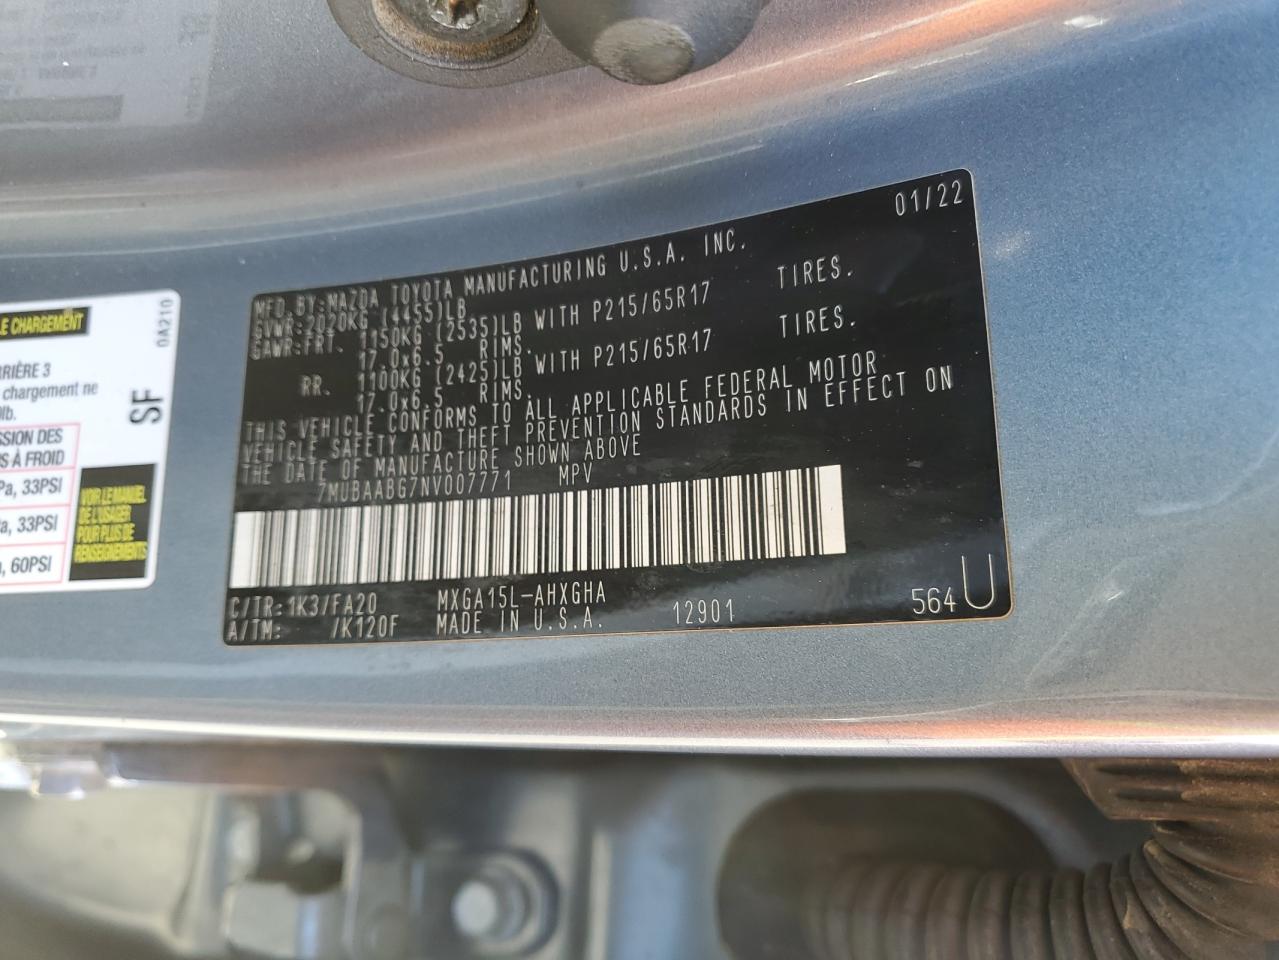 01/22
MFD.BY:MAZDA TOYOTA MANUFACTURING U.S.A. INC.
GVWR:2020KG (4455)LB
GAWR:FRT. 1150KG (2535)LB WITH P215/65R17 TIRES.
17.0x6.5 RIMS.
RR. 1100KG (2425)LB WITH P215/65R17 TIRES.
17.0x6.5 RIMS.
THIS VEHICLE CONFORMS TO ALL APPLICABLE FEDERAL MOTOR
VEHICLE SAFETY AND THEFT PREVENTION STANDARDS IN EFFECT ON
THE DATE OF MANUFACTURE SHOWN ABOVE
7MUBAABG7NV007771 MPV
C/TR:1K3/FA20 MXGA15L-AHXGHA
A/TM: /K120F MADE IN U.S.A. 12901 564U
LE CHARGEMENT
0A210
RRIÈRE 3
chargement ne
SF
SSION DES
S À FROID
33PSI
33PSI
60PSI
VOIR LE MANUEL
DE L'USAGER
POUR PLUS DE
RENSEIGNEMENTS